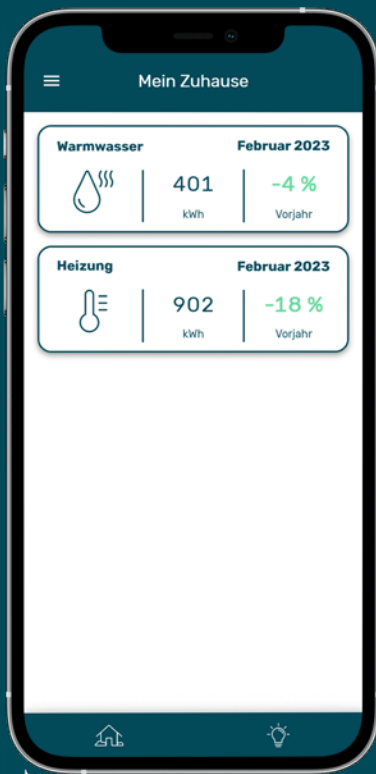 Mein Zuhause
Warmwasser Februar 2023
401 -4 %
kWh Vorjahr
Heizung Februar 2023
902 -18 %
kWh Vorjahr